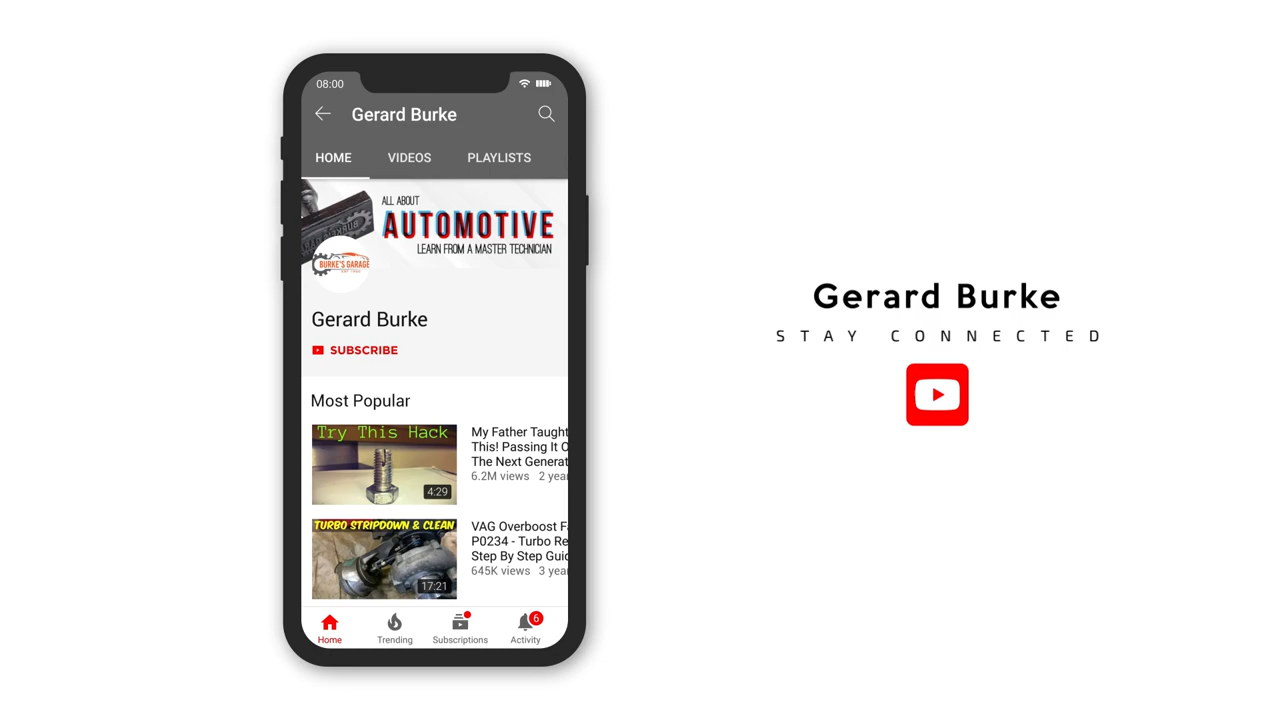 08:00
Gerard Burke
HOME VIDEOS PLAYLISTS
ALL ABOUT
AUTOMOTIVE
LEARN FROM A MASTER TECHNICIAN
BURKE'S GARAGE
Gerard Burke
SUBSCRIBE
Most Popular
Try This Hack
4:29
My Father Taught
This! Passing It O
The Next Generat
6.2M views 2 year
TURBO STRIPDOWN & CLEAN
17:21
VAG Overboost Fa
P0234 - Turbo Re
Step By Step Guid
645K views 3 year
6
Home Trending Subscriptions Activity
Gerard Burke
STAY CONNECTED